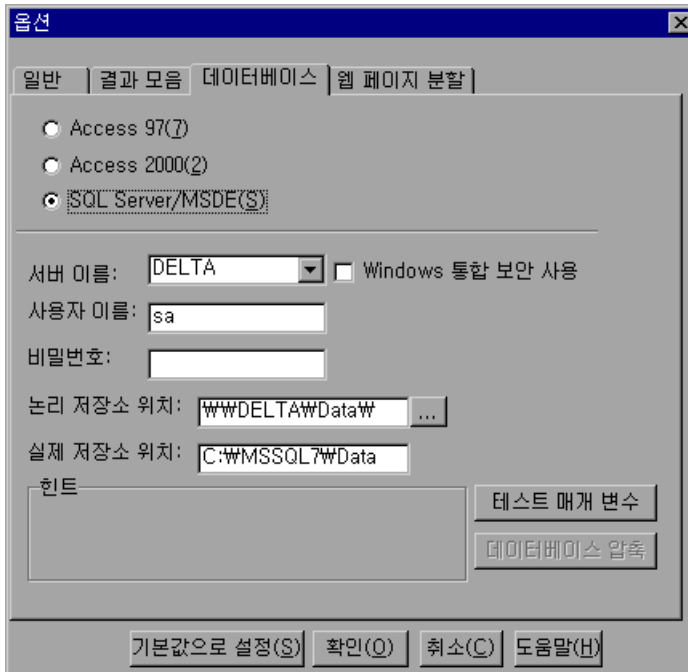 옵션
일반 결과 모음 데이터베이스 웹 페이지 분할
Access 97(7)
Access 2000(2)
SQL Server/MSDE(S)
서버 이름: DELTA Windows 통합 보안 사용
사용자 이름: sa
비밀번호:
논리 저장소 위치: ₩₩DELTA₩Data₩ ...
실제 저장소 위치: C:₩MSSQL7₩Data
힌트
테스트 매개 변수
데이터베이스 압축
기본값으로 설정(S) 확인(O) 취소(C) 도움말(H)